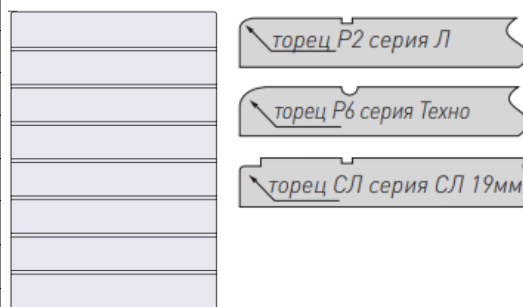 торец Р2 серия Л
торец Р6 серия Техно
торец СЛ серия СЛ 19мм